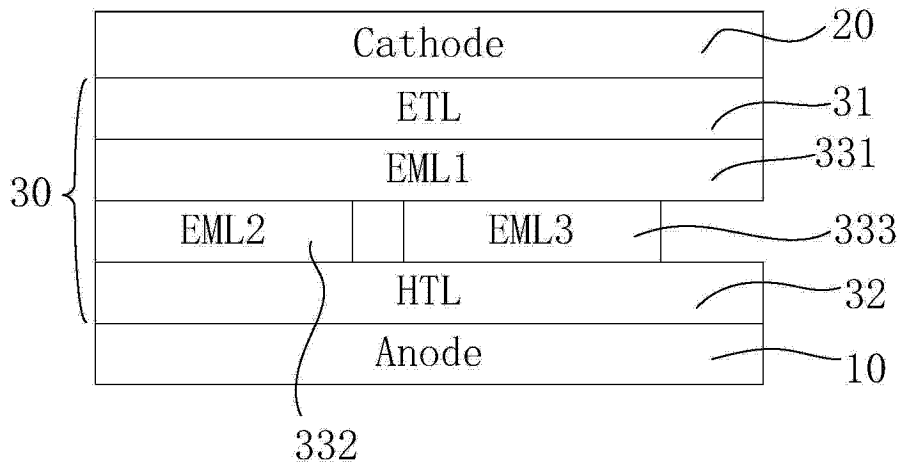 Cathode 20
ETL 31
EML1 331
30
EML2 EML3 333
HTL 32
Anode 10
332